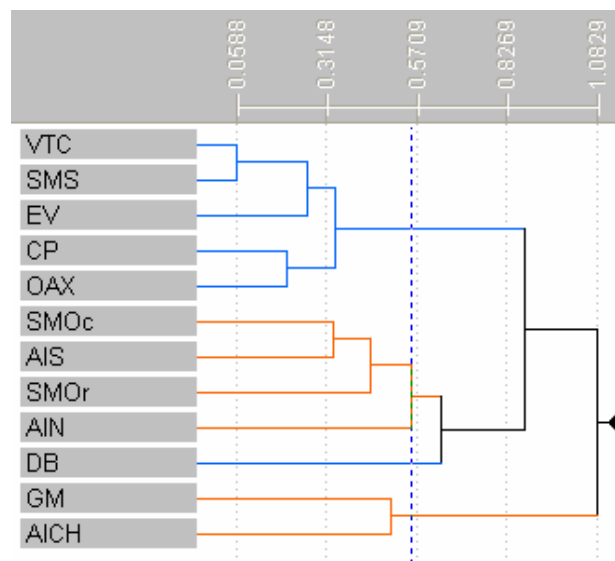 0.0588
0.3148
0.5709
0.8269
1.0829
VTC
SMS
EV
CP
OAX
SMOc
AIS
SMOr
AIN
DB
GM
AICH